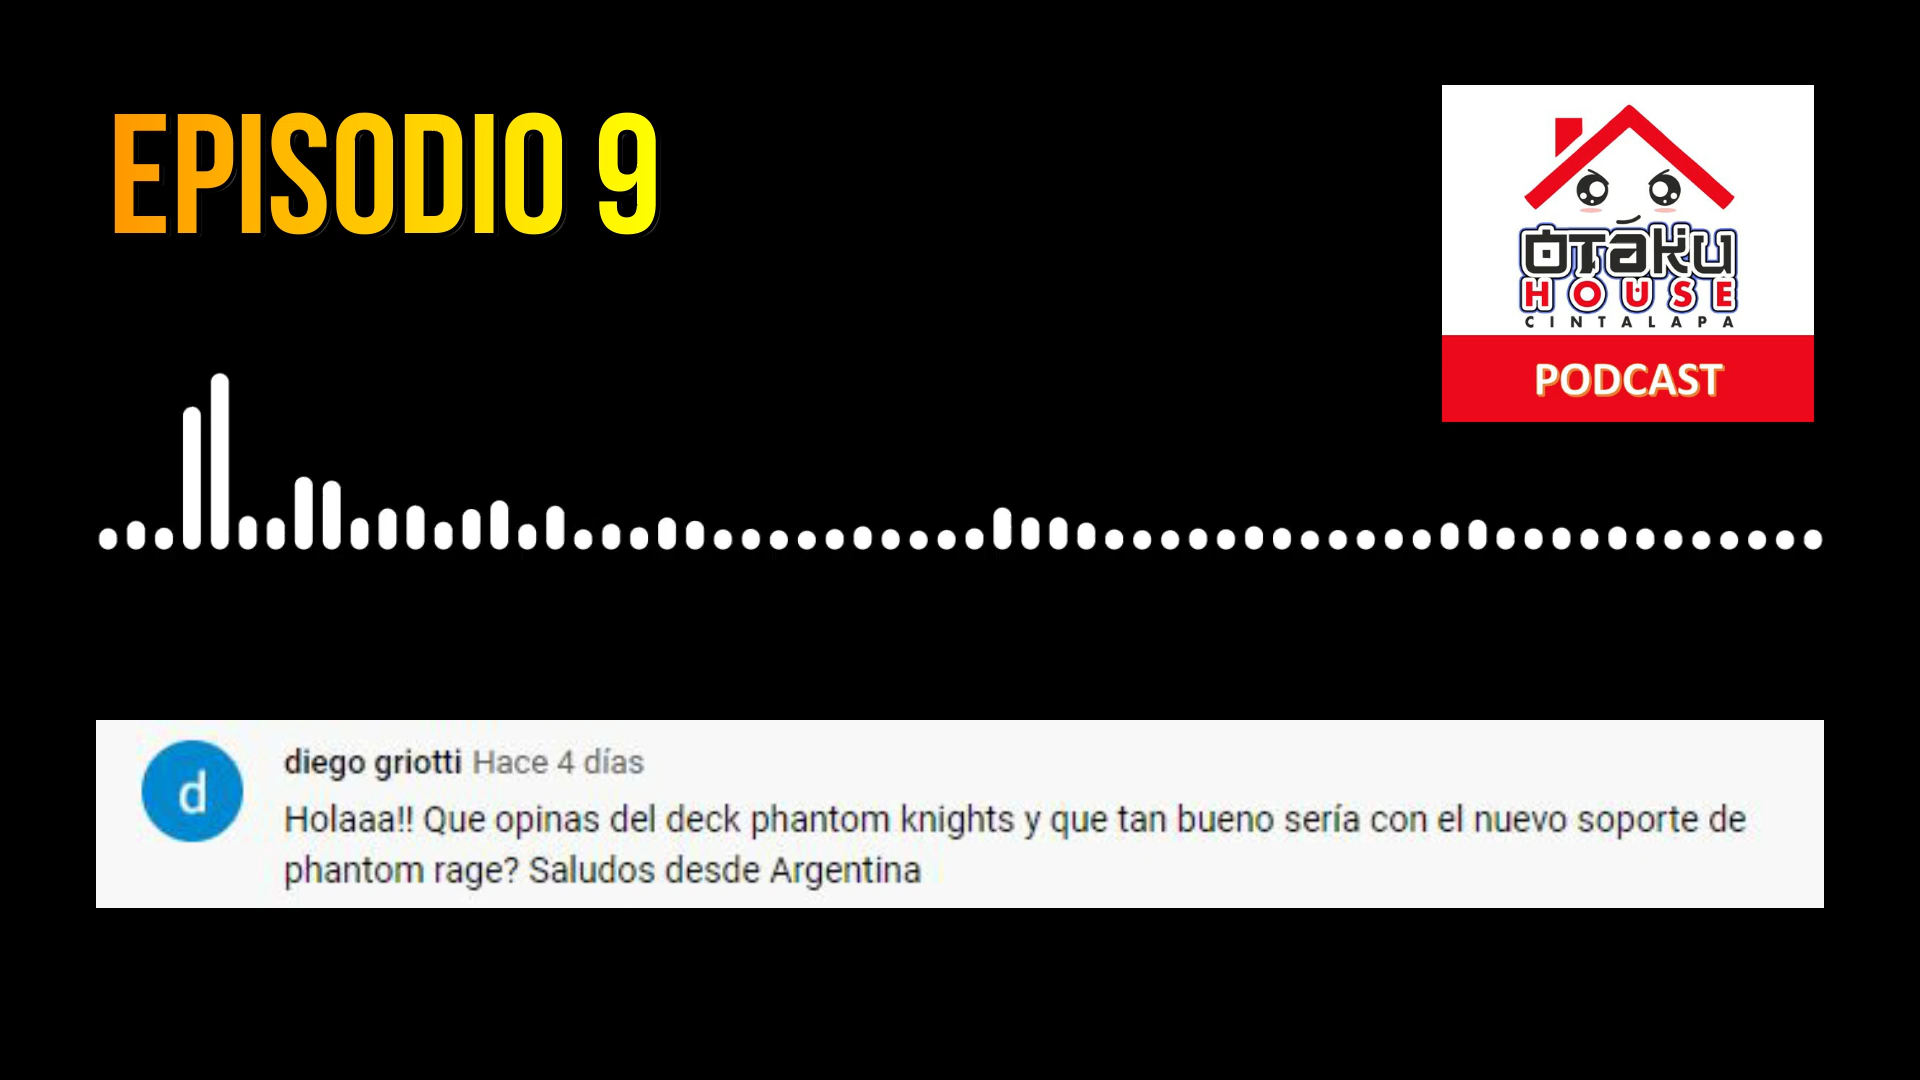 EPISODIO 9
OTAKU
HOUSE
CINTALAPA
PODCAST
d
diego griotti Hace 4 días
Holaaa!! Que opinas del deck phantom knights y que tan bueno sería con el nuevo soporte de
phantom rage? Saludos desde Argentina